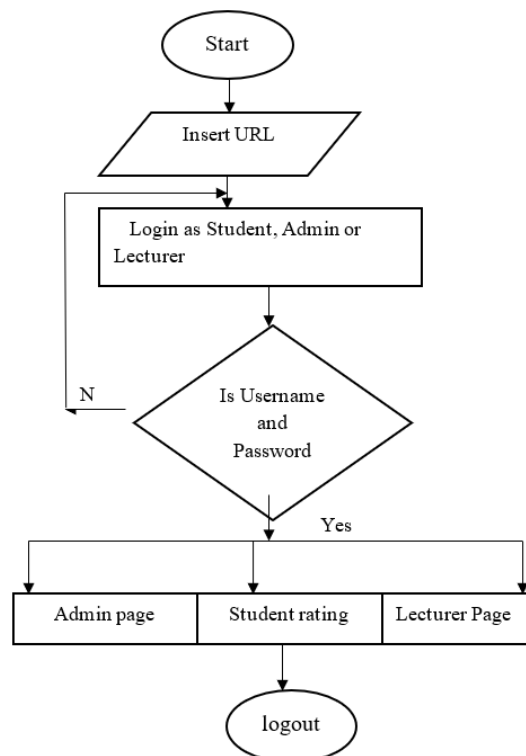 Start
Insert URL
Login as Student, Admin or
Lecturer
N
Is Username
and
Password
Yes
Admin page
Student rating
Lecturer Page
logout